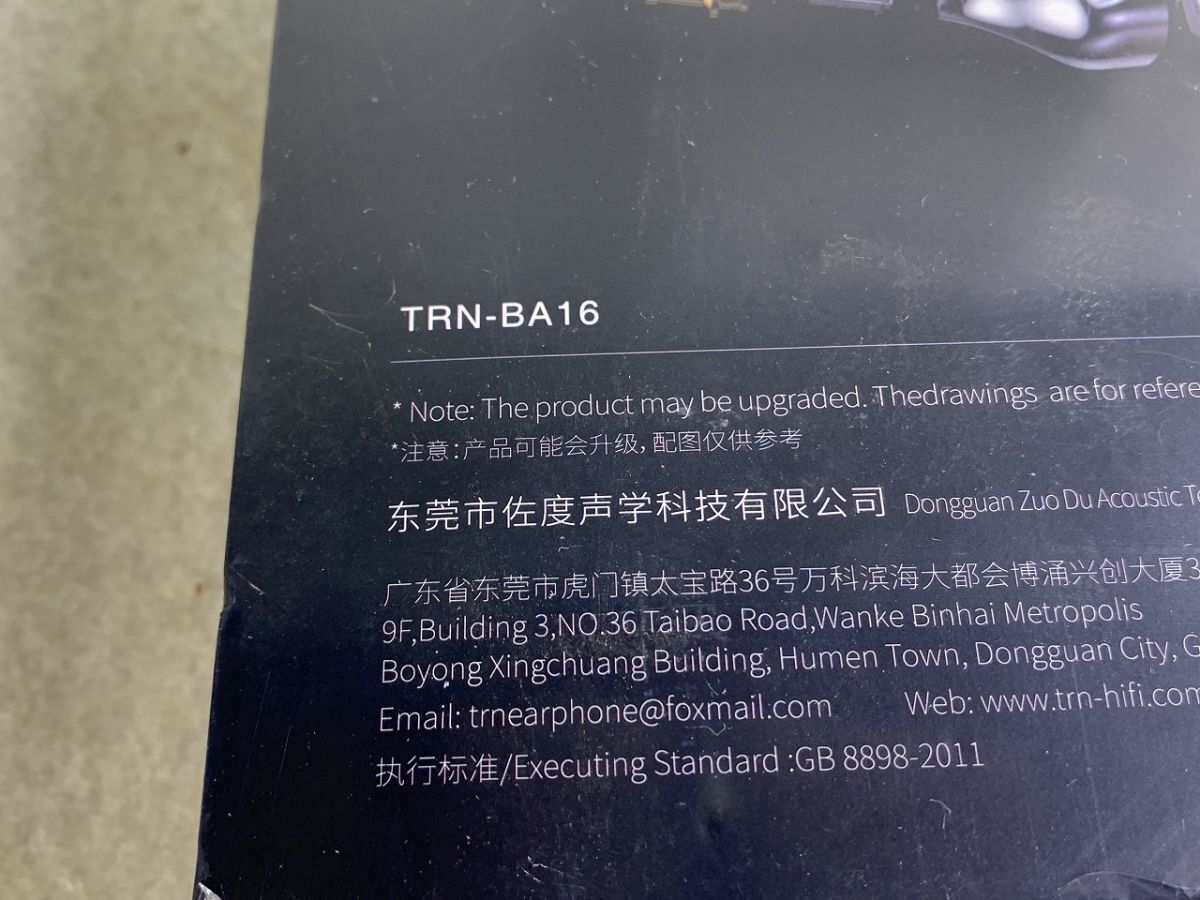 TRN-BA16
* Note: The product may be upgraded. Thedrawings are for refere
*注意:产品可能会升级, 配图仅供参考
东莞市佐度声学科技有限公司 Dongguan Zuo Du Acoustic Te
广东省东莞市虎门镇太宝路36号万科滨海大都会博涌兴创大厦3
9F,Building 3,NO.36 Taibao Road,Wanke Binhai Metropolis
Boyong Xingchuang Building, Humen Town, Dongguan City, G
Email: trnearphone@foxmail.com Web: www.trn-hifi.com
执行标准/Executing Standard :GB 8898-2011